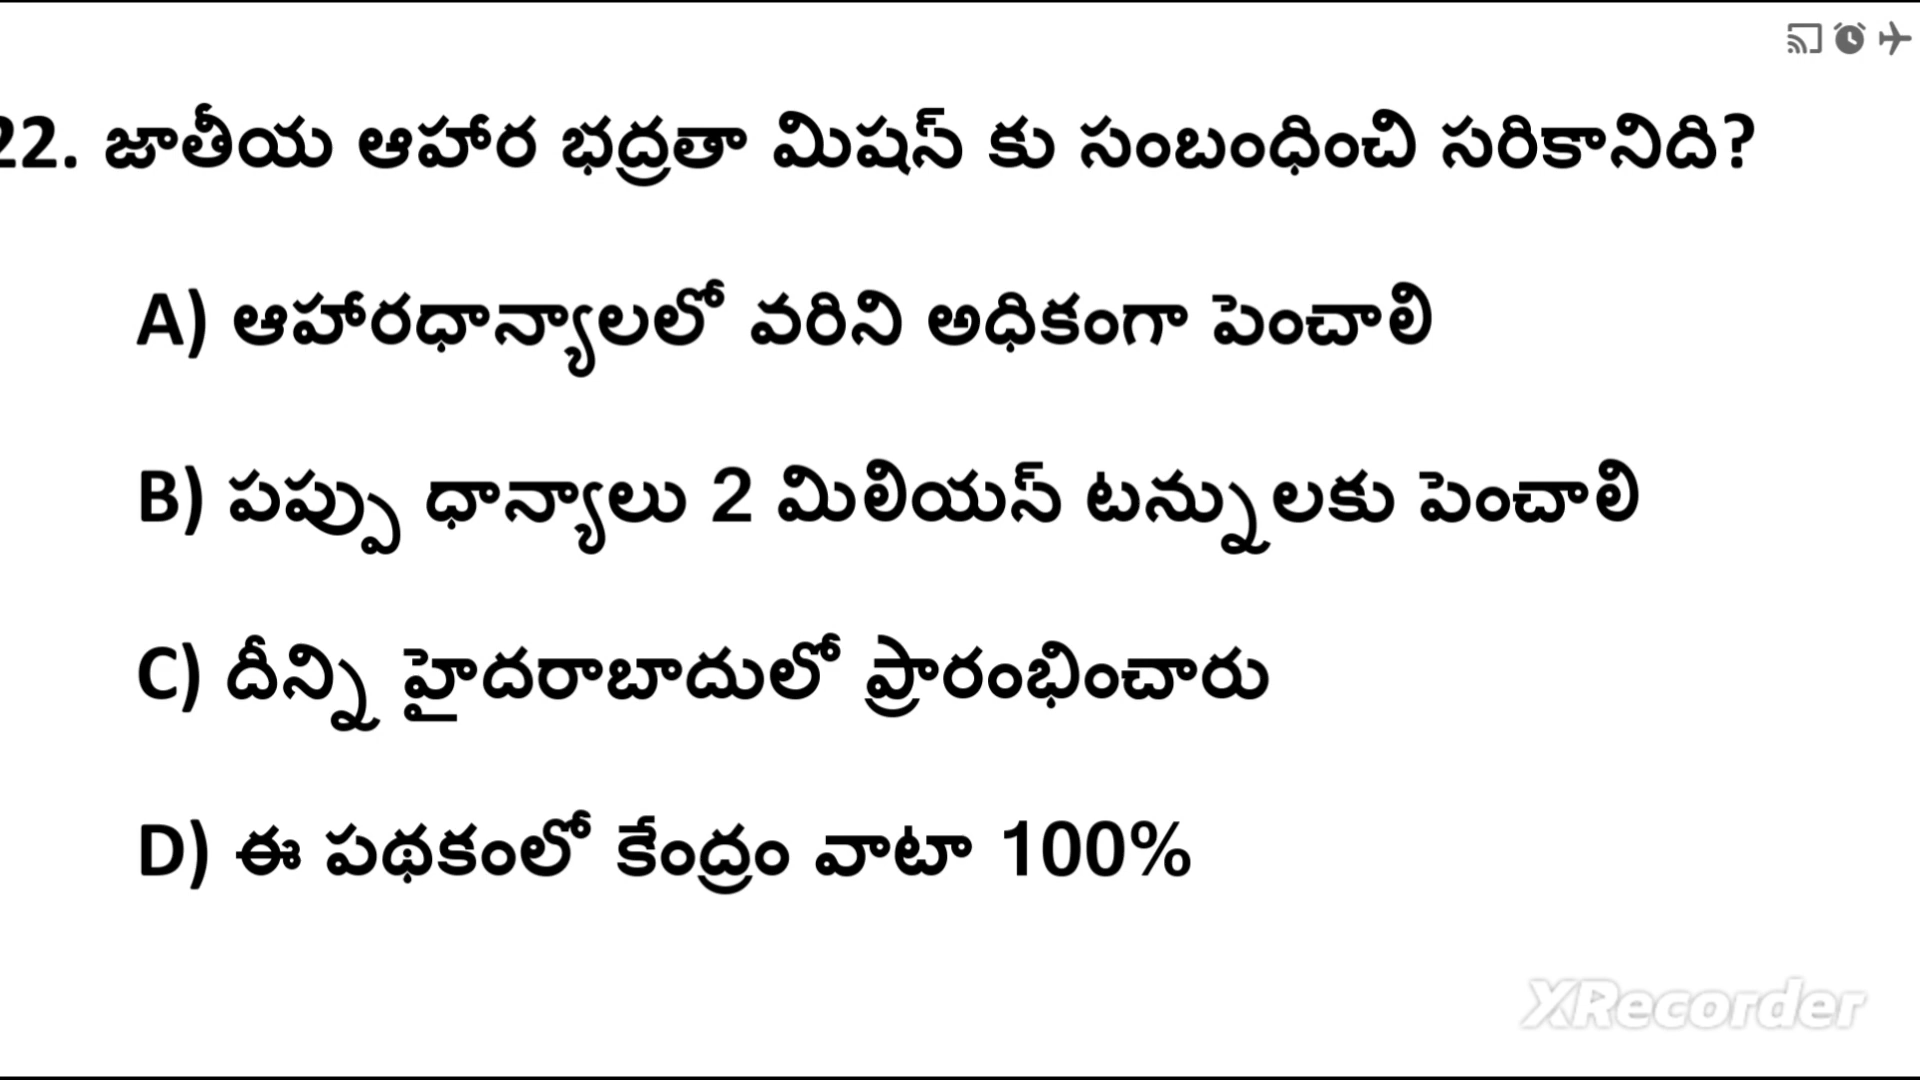 22. జాతీయ ఆహార భద్రతా మిషన్ కు సంబంధించి సరికానిది?
A) ఆహారధాన్యాలలో వరిని అధికంగా పెంచాలి
B) పప్పు ధాన్యాలు 2 మిలియన్ టన్నులకు పెంచాలి
C) దీన్ని హైదరాబాదులో ప్రారంభించారు
D) ఈ పథకంలో కేంద్రం వాటా 100%
XRecorder